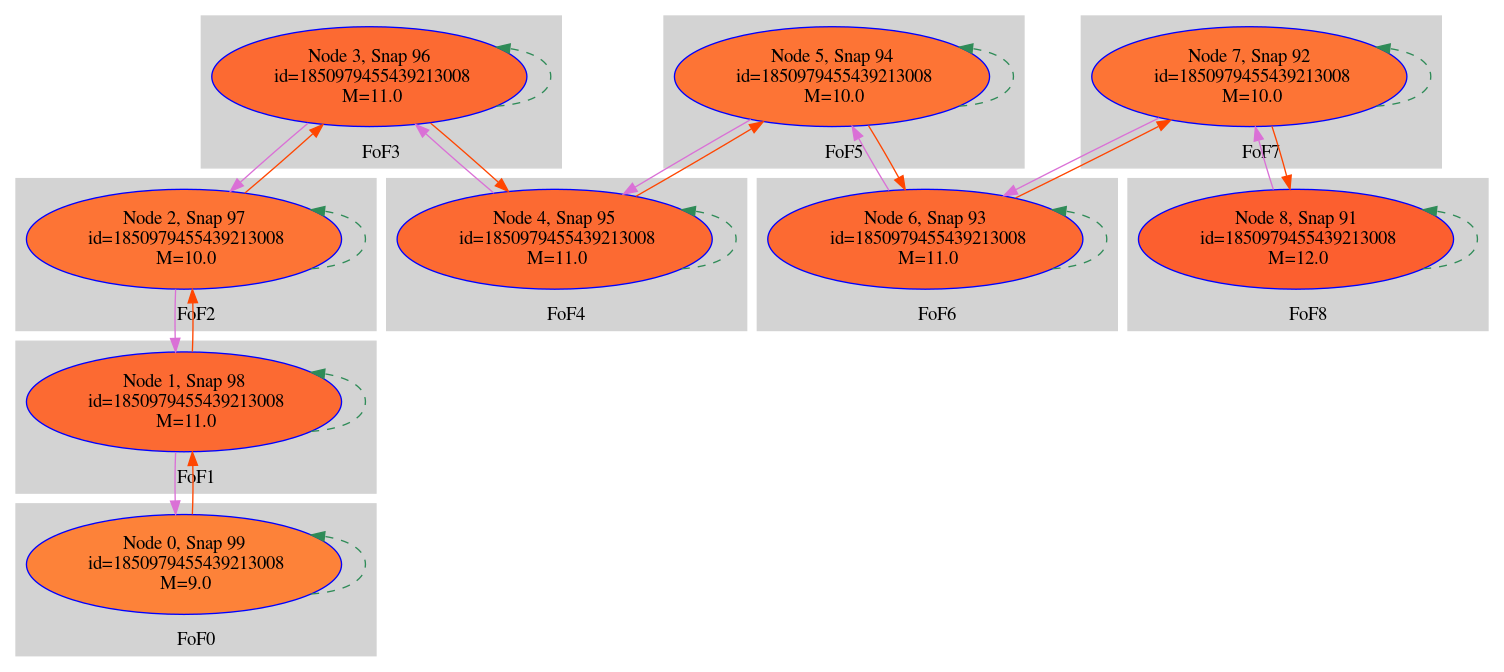 Node 3, Snap 96
id=1850979455439213008
M=11.0
FoF3
Node 5, Snap 94
id=1850979455439213008
M=10.0
FoF5
Node 7, Snap 92
id=1850979455439213008
M=10.0
FoF7
Node 2, Snap 97
id=1850979455439213008
M=10.0
FoF2
Node 4, Snap 95
id=1850979455439213008
M=11.0
FoF4
Node 6, Snap 93
id=1850979455439213008
M=11.0
FoF6
Node 8, Snap 91
id=1850979455439213008
M=12.0
FoF8
Node 1, Snap 98
id=1850979455439213008
M=11.0
FoF1
Node 0, Snap 99
id=1850979455439213008
M=9.0
FoF0